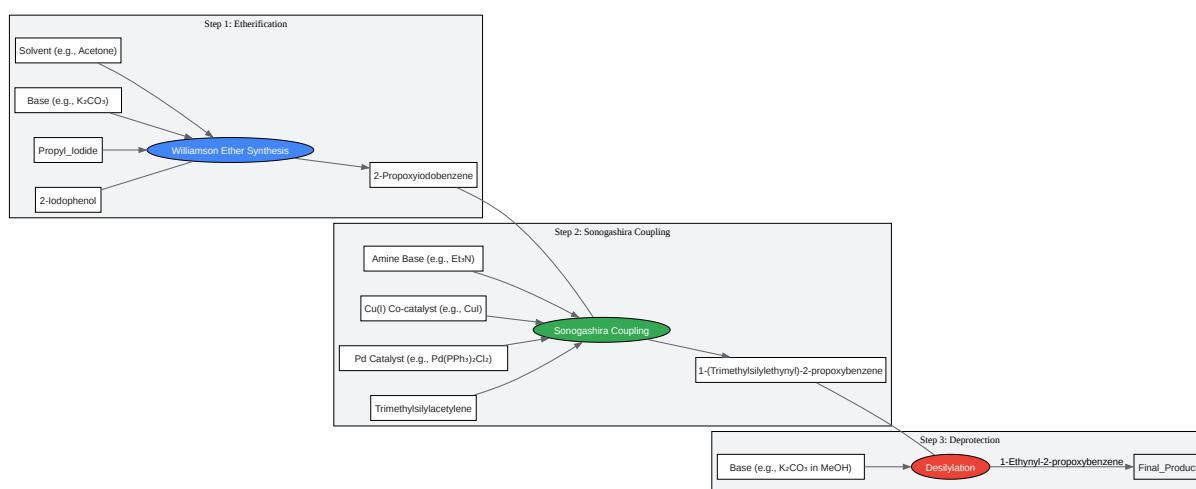 Step 1: Etherification
Solvent (e.g., Acetone)
Base (e.g., K₂CO₃)
Propyl_Iodide
Williamson Ether Synthesis
2-Iodophenol
2-Propoxyiodobenzene
Step 2: Sonogashira Coupling
Amine Base (e.g., Et₃N)
Cu(I) Co-catalyst (e.g., CuI)
Sonogashira Coupling
Pd Catalyst (e.g., Pd(PPh₃)₂Cl₂)
Trimethylsilylacetylene
1-(Trimethylsilylethynyl)-2-propoxybenzene
Step 3: Deprotection
Base (e.g., K₂CO₃ in MeOH)
Desilylation
1-Ethynyl-2-propoxybenzene
Final_Product